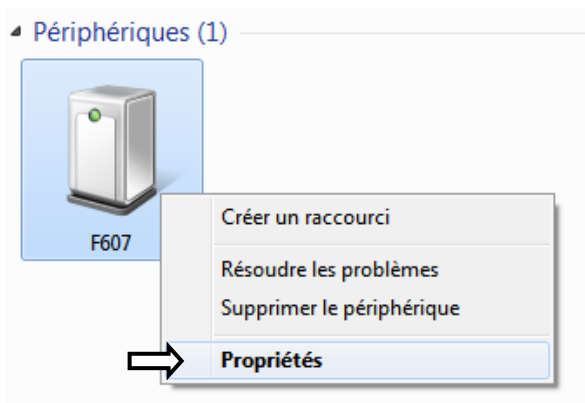 Périphériques (1)
F607
Créer un raccourci
Résoudre les problèmes
Supprimer le périphérique
Propriétés